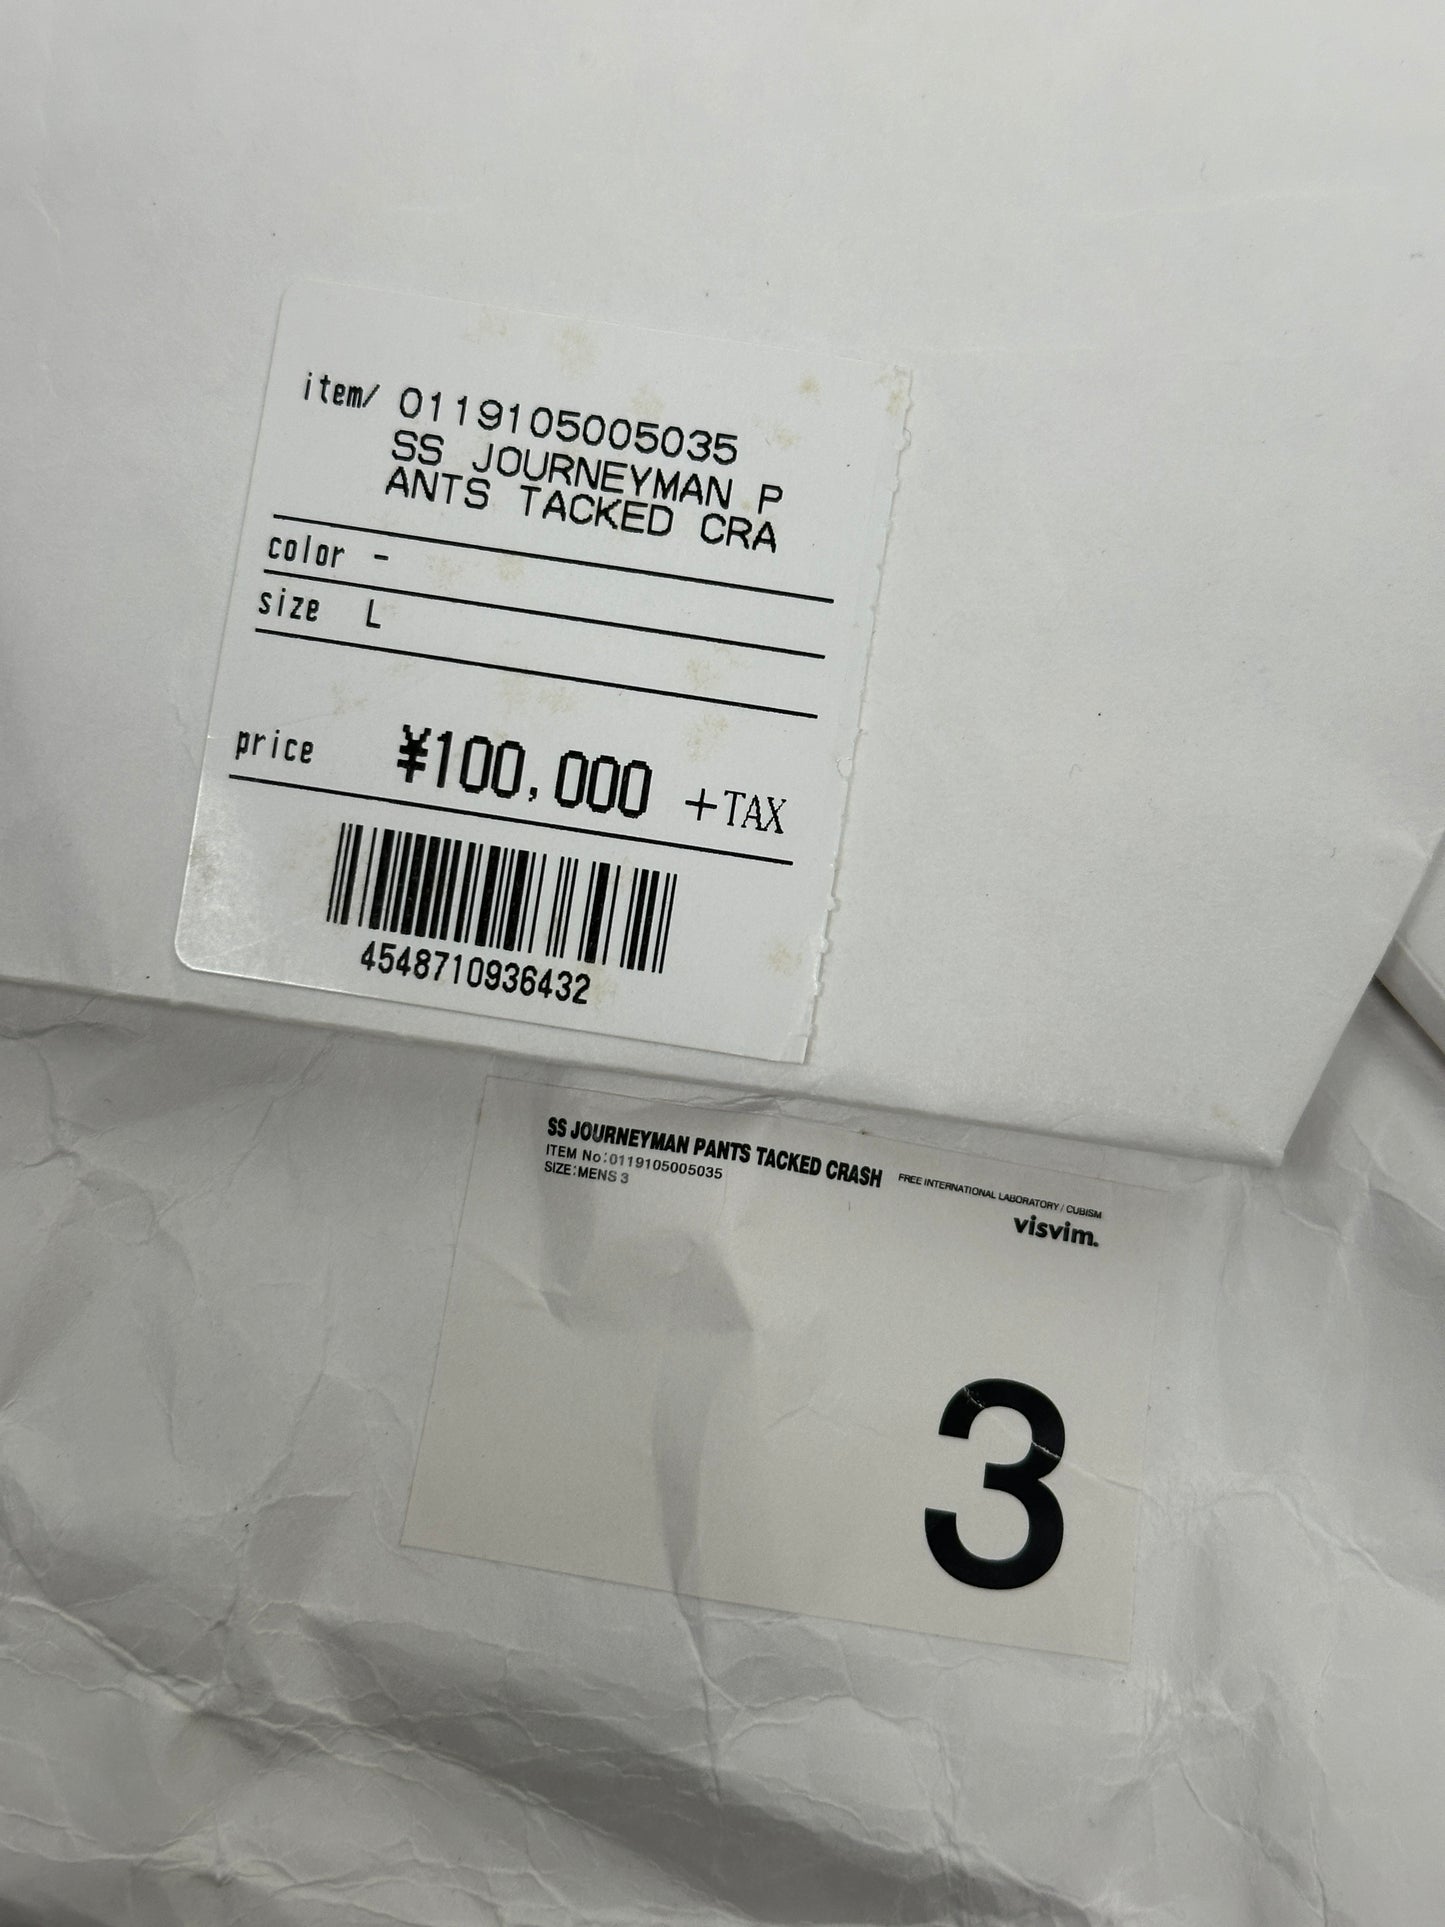 item/ 0119105005035
SS JOURNEYMAN P
ANTS TACKED CRA
color -
size L
price ¥100,000 +TAX
4548710936432
SS JOURNEYMAN PANTS TACKED CRASH
ITEM No:0119105005035
SIZE:MENS 3
FREE INTERNATIONAL LABORATORY / CUBISM
visvim.
3